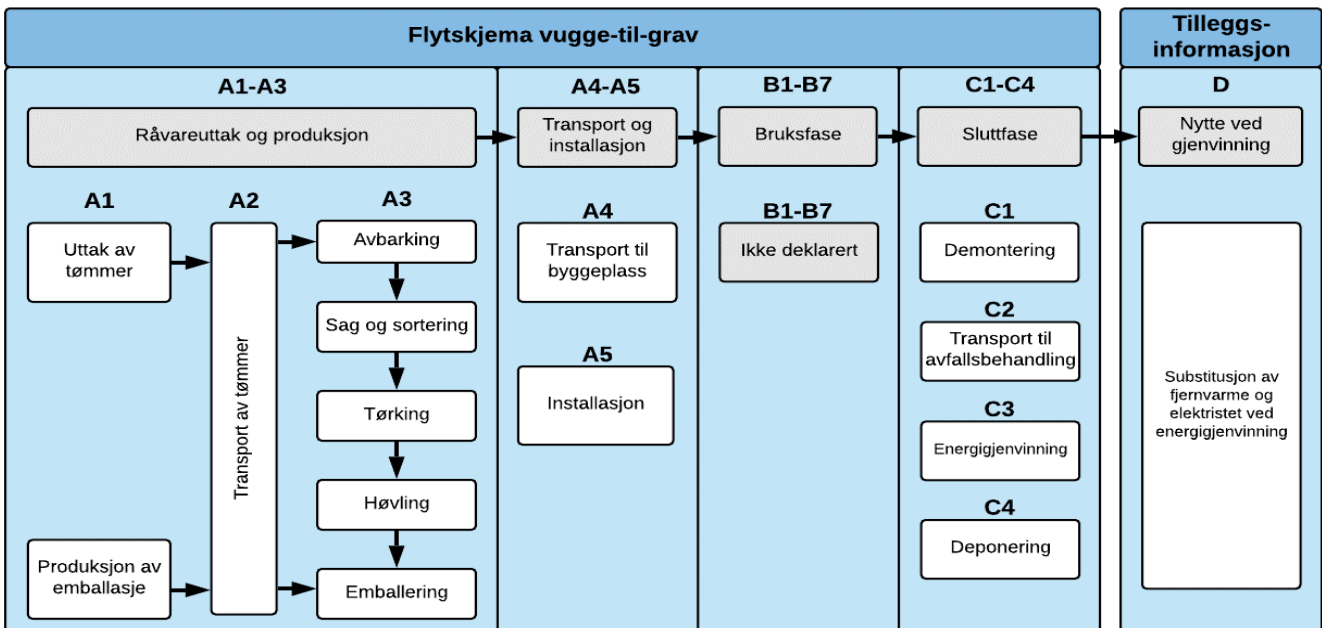 Flytskjema vugge-til-grav
Tilleggs-
informasjon
A1-A3
A4-A5
B1-B7
C1-C4
D
Råvareuttak og produksjon
Transport og
installasjon
Bruksfase
Sluttfase
Nytte ved
gjenvinning
A1
Uttak av
tømmer
Produksjon av
emballasje
A2
Transport av tømmer
A3
Avbarking
Sag og sortering
Tørking
Høvling
Emballering
A4
Transport til
byggeplass
A5
Installasjon
B1-B7
Ikke deklarert
C1
Demontering
C2
Transport til
avfallsbehandling
C3
Energigjenvinning
C4
Deponering
Substitusjon av
fjernvarme og
elektristet ved
energigjenvinning